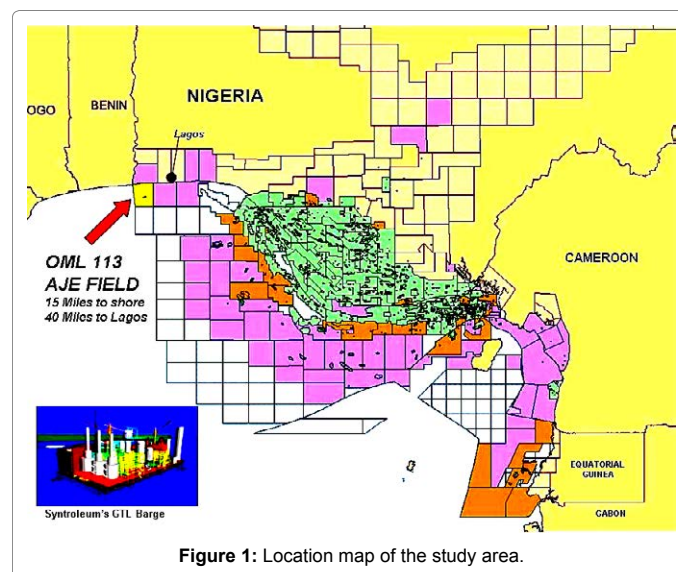 OGO
BENIN
NIGERIA
Lagos
OML 113
AJE FIELD
15 Miles to shore
40 Miles to Lagos
CAMEROON
EQUATORIAL
GUINEA
GABON
Syntroleum's GTL Barge
Figure 1: Location map of the study area.